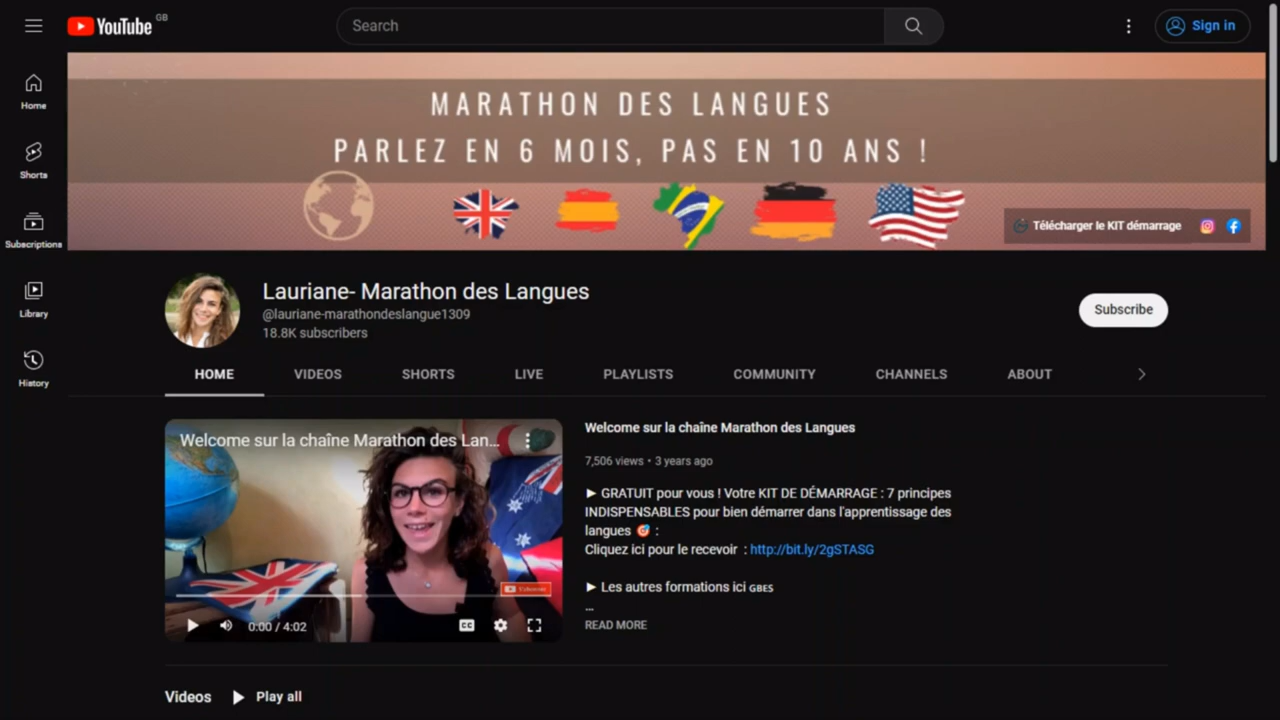 YouTube GB
Search
Sign in
MARATHON DES LANGUES
PARLEZ EN 6 MOIS, PAS EN 10 ANS !
Télécharger le KIT démarrage
Home
Shorts
Subscriptions
Library
History
Lauriane- Marathon des Langues
@lauriane-marathondeslangue1309
18.8K subscribers
Subscribe
HOME VIDEOS SHORTS LIVE PLAYLISTS COMMUNITY CHANNELS ABOUT
Welcome sur la chaîne Marathon des Lan...
0:00 / 4:02
CC
Welcome sur la chaîne Marathon des Langues
7,506 views • 3 years ago
► GRATUIT pour vous ! Votre KIT DE DÉMARRAGE : 7 principes
INDISPENSABLES pour bien démarrer dans l'apprentissage des
langues 🎯 :
Cliquez ici pour le recevoir : http://bit.ly/2gSTASG
► Les autres formations ici GBES
...
READ MORE
Videos ▶ Play all